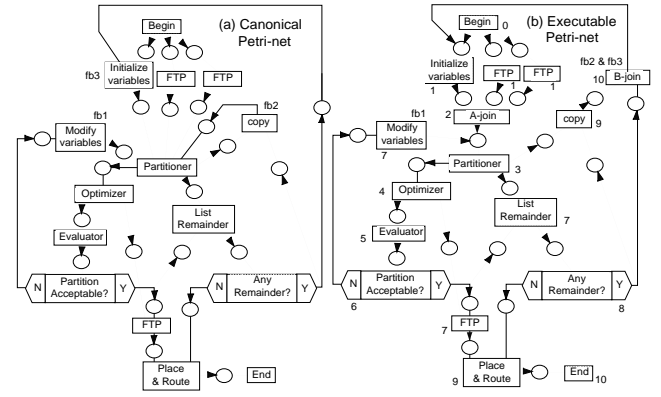 (a) Canonical
Petri-net
Begin
fb3
Initialize
variables
FTP
FTP
fb2
copy
fb1
Modify
variables
Partitioner
Optimizer
List
Remainder
Evaluator
N
Partition
Acceptable?
Y
N
Any
Remainder?
Y
FTP
Place
& Route
End
(b) Executable
Petri-net
Begin
0
Initialize
variables
1
FTP
1
FTP
1
fb2 & fb3
10
B-join
2
A-join
copy
9
fb1
Modify
variables
7
Partitioner
3
4
Optimizer
List
Remainder
7
5
Evaluator
N
Partition
Acceptable?
Y
6
N
Any
Remainder?
Y
8
7
FTP
9
Place
& Route
End
10